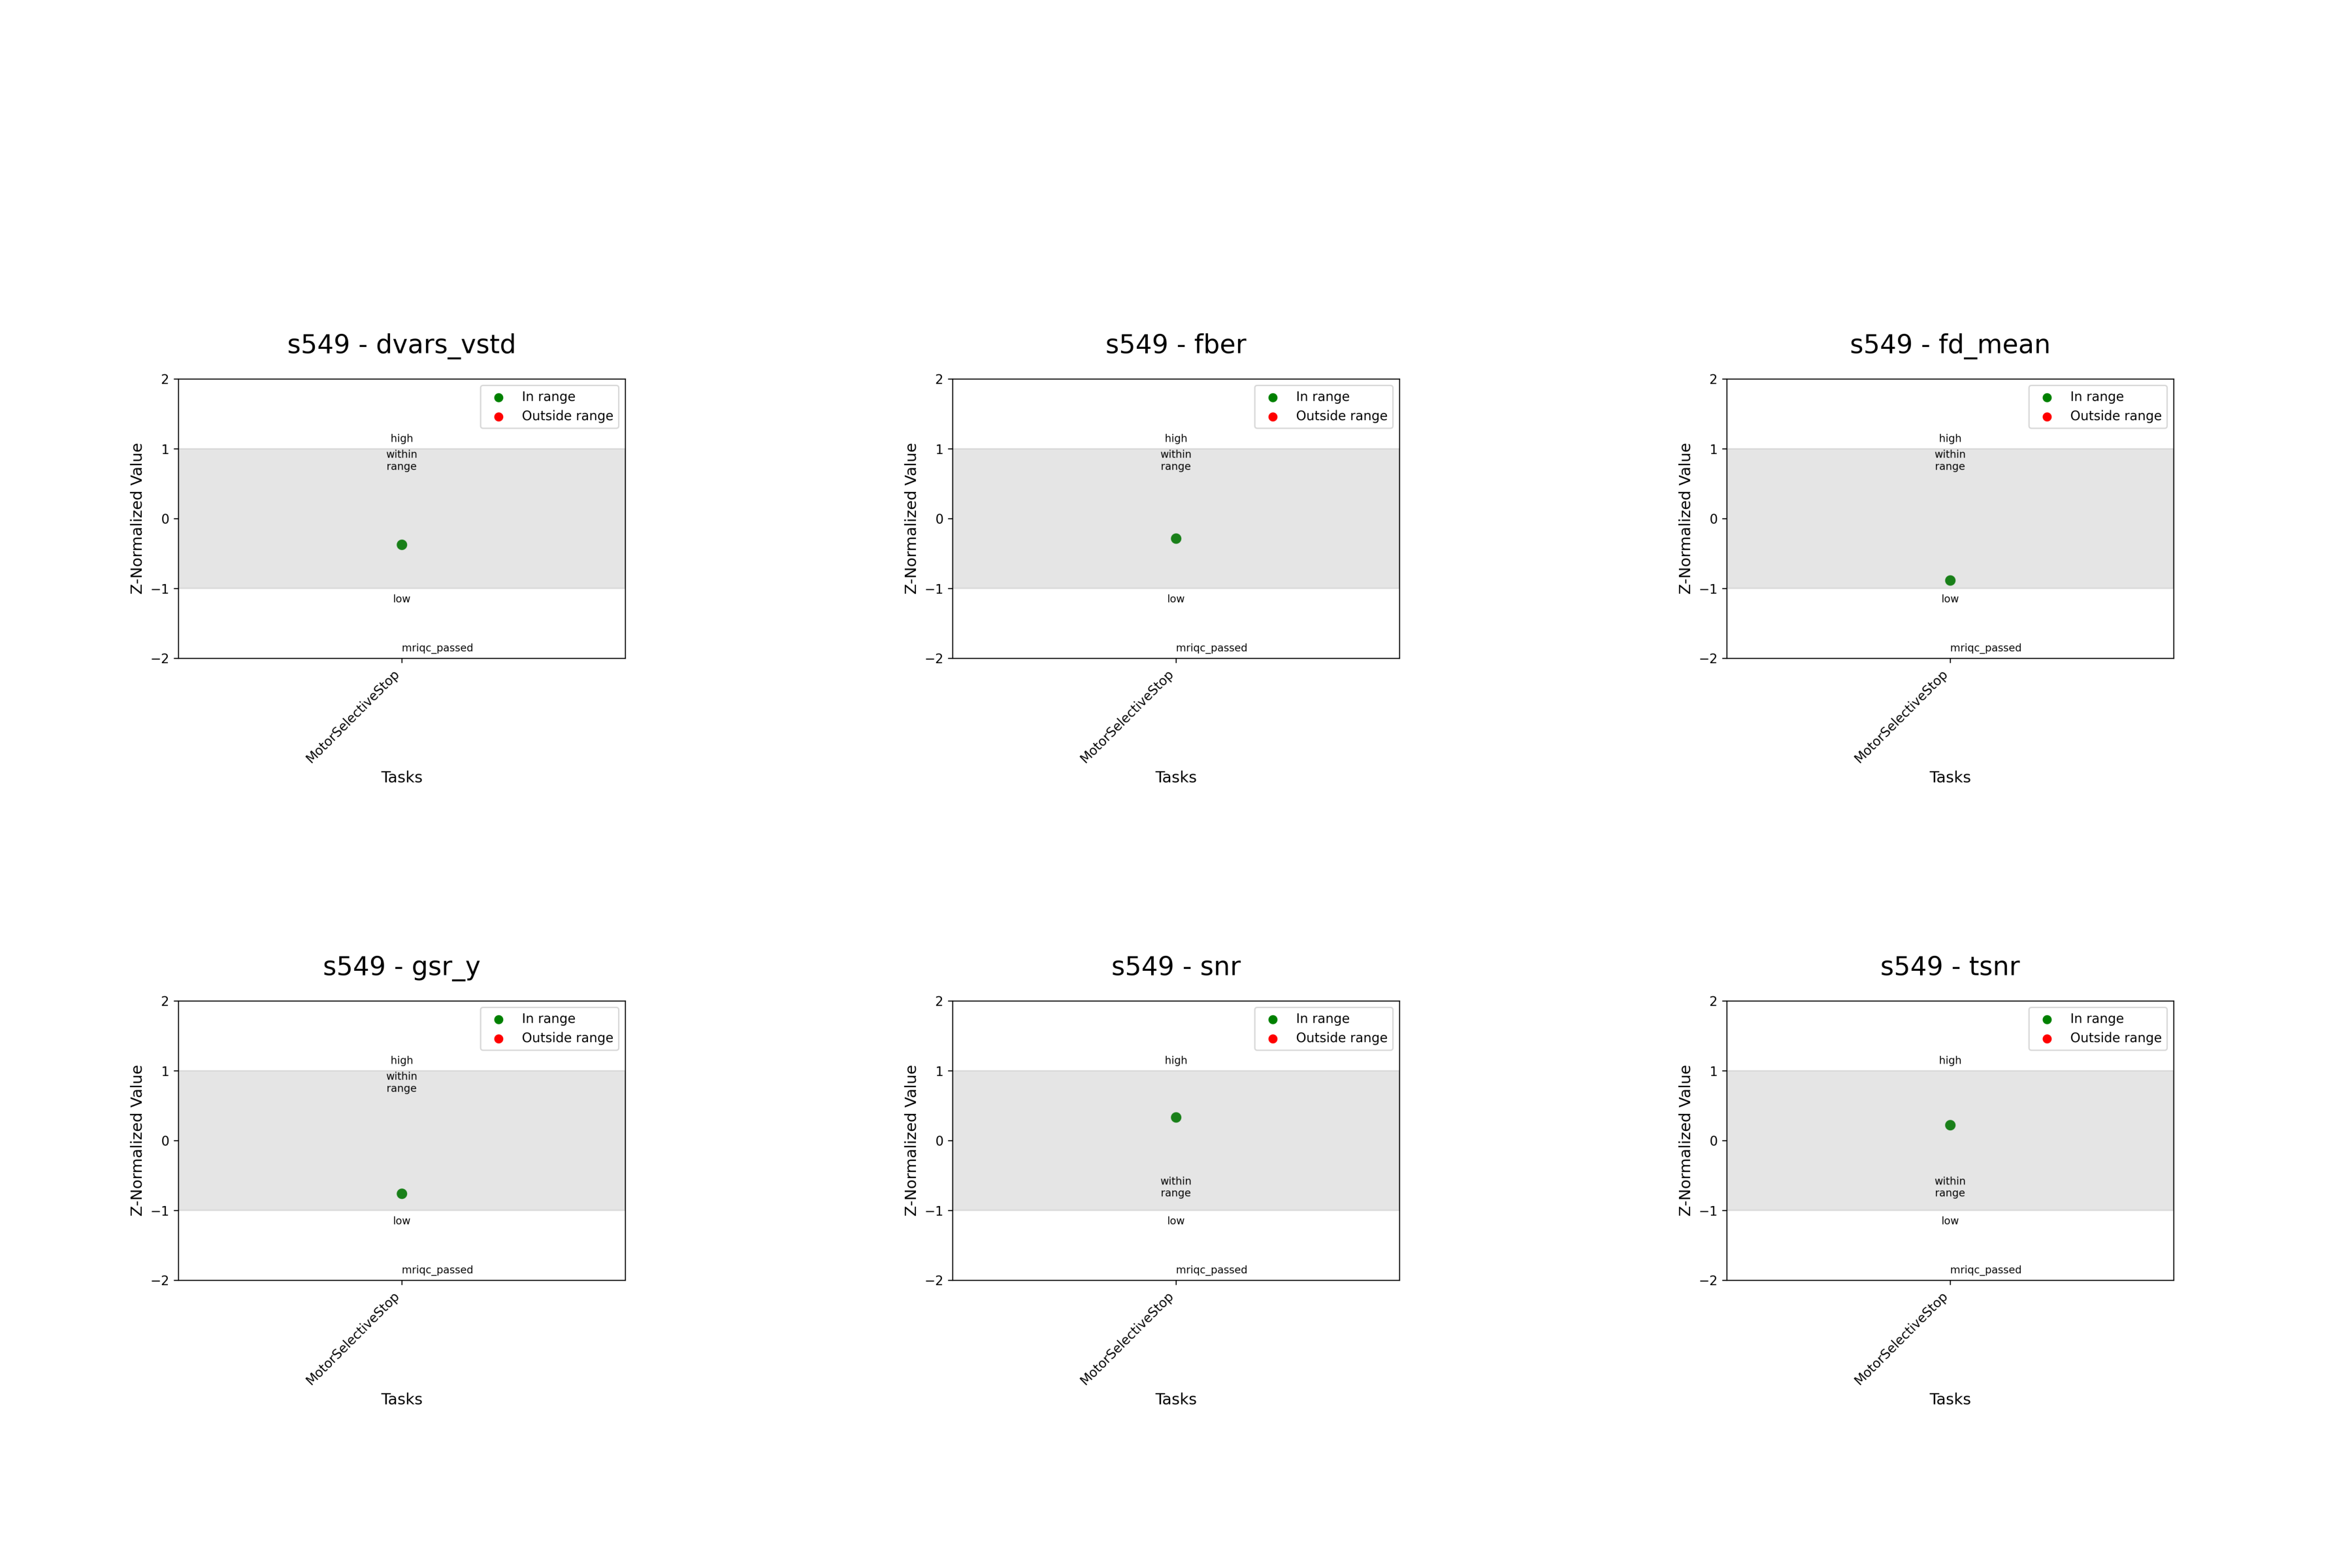 s549 - dvars_vstd
2
In range
Outside range
high
1
within
range
Z-Normalized Value
0
−1
low
mriqc_passed
−2
MotorSelectiveStop
Tasks
s549 - fber
2
In range
Outside range
high
1
within
range
Z-Normalized Value
0
−1
low
mriqc_passed
−2
MotorSelectiveStop
Tasks
s549 - fd_mean
2
In range
Outside range
high
1
within
range
Z-Normalized Value
0
−1
low
mriqc_passed
−2
MotorSelectiveStop
Tasks
s549 - gsr_y
2
In range
Outside range
high
1
within
range
Z-Normalized Value
0
−1
low
mriqc_passed
−2
MotorSelectiveStop
Tasks
s549 - snr
2
In range
Outside range
high
1
Z-Normalized Value
0
within
range
−1
low
mriqc_passed
−2
MotorSelectiveStop
Tasks
s549 - tsnr
2
In range
Outside range
high
1
Z-Normalized Value
0
within
range
−1
low
mriqc_passed
−2
MotorSelectiveStop
Tasks